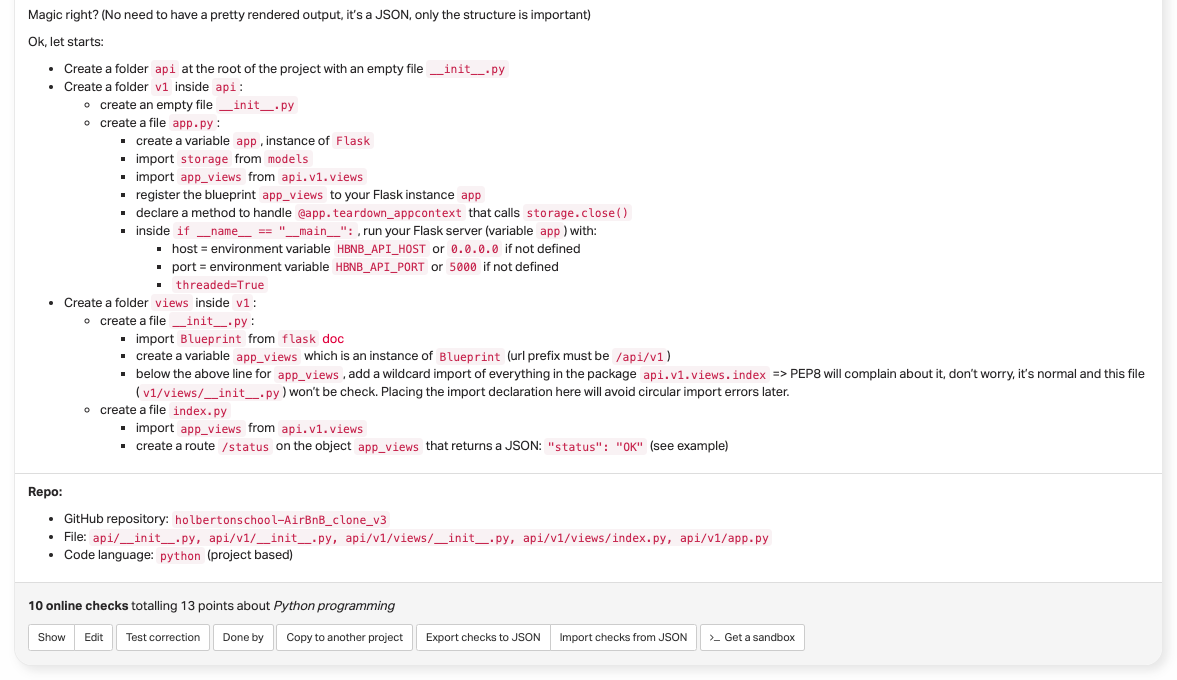 Magic right? (No need to have a pretty rendered output, it’s a JSON, only the structure is important)
Ok, let starts:
• Create a folder api at the root of the project with an empty file __init__.py
• Create a folder v1 inside api :
◦ create an empty file __init__.py
◦ create a file app.py :
▪ create a variable app , instance of Flask
▪ import storage from models
▪ import app_views from api.v1.views
▪ register the blueprint app_views to your Flask instance app
▪ declare a method to handle @app.teardown_appcontext that calls storage.close()
▪ inside if __name__ == "__main__": , run your Flask server (variable app ) with:
▪ host = environment variable HBNB_API_HOST or 0.0.0.0 if not defined
▪ port = environment variable HBNB_API_PORT or 5000 if not defined
▪ threaded=True
• Create a folder views inside v1 :
◦ create a file __init__.py :
▪ import Blueprint from flask doc
▪ create a variable app_views which is an instance of Blueprint (url prefix must be /api/v1 )
▪ below the above line for app_views , add a wildcard import of everything in the package api.v1.views.index => PEP8 will complain about it, don’t worry, it’s normal and this file
( v1/views/__init__.py ) won’t be check. Placing the import declaration here will avoid circular import errors later.
◦ create a file index.py
▪ import app_views from api.v1.views
▪ create a route /status on the object app_views that returns a JSON: "status": "OK" (see example)
Repo:
• GitHub repository: holbertonschool-AirBnB_clone_v3
• File: api/__init__.py, api/v1/__init__.py, api/v1/views/__init__.py, api/v1/views/index.py, api/v1/app.py
• Code language: python (project based)
10 online checks totalling 13 points about Python programming
Show Edit Test correction Done by Copy to another project Export checks to JSON Import checks from JSON >_ Get a sandbox